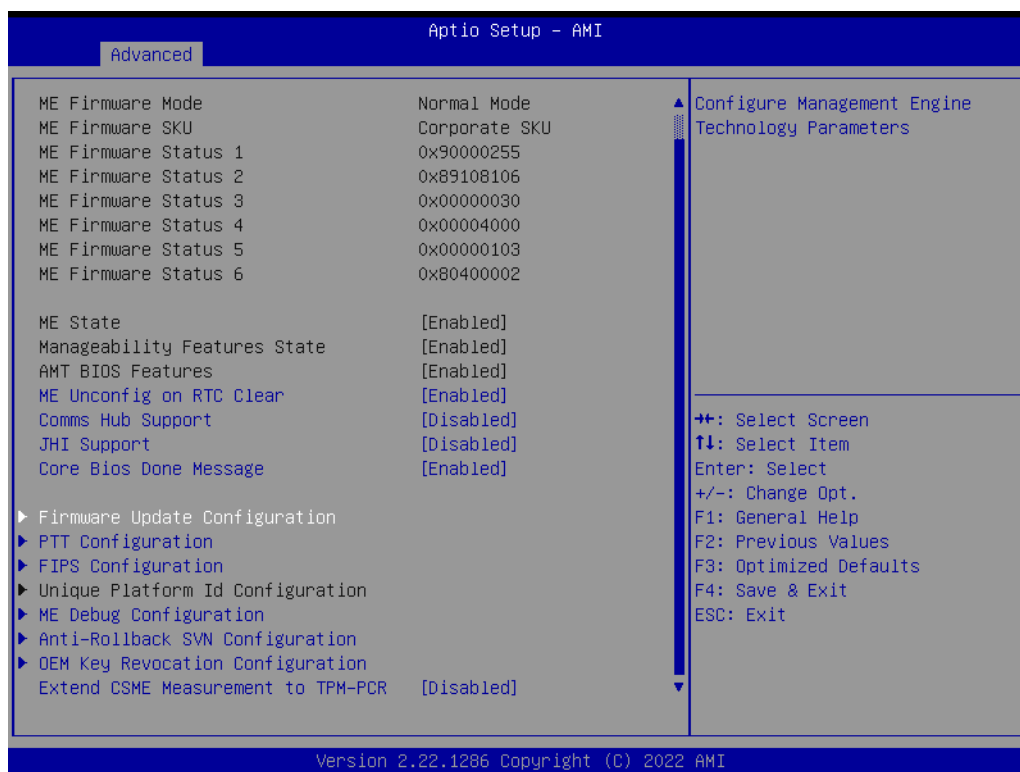 Aptio Setup – AMI
Advanced
ME Firmware Mode Normal Mode
ME Firmware SKU Corporate SKU
ME Firmware Status 1 0x90000255
ME Firmware Status 2 0x89108106
ME Firmware Status 3 0x00000030
ME Firmware Status 4 0x00004000
ME Firmware Status 5 0x00000103
ME Firmware Status 6 0x80400002
ME State [Enabled]
Manageability Features State [Enabled]
AMT BIOS Features [Enabled]
ME Unconfig on RTC Clear [Enabled]
Comms Hub Support [Disabled]
JHI Support [Disabled]
Core Bios Done Message [Enabled]
Firmware Update Configuration
PTT Configuration
FIPS Configuration
Unique Platform Id Configuration
ME Debug Configuration
Anti-Rollback SVN Configuration
OEM Key Revocation Configuration
Extend CSME Measurement to TPM-PCR [Disabled]
Configure Management Engine
Technology Parameters
→←: Select Screen
↑↓: Select Item
Enter: Select
+/-: Change Opt.
F1: General Help
F2: Previous Values
F3: Optimized Defaults
F4: Save & Exit
ESC: Exit
Version 2.22.1286 Copyright (C) 2022 AMI